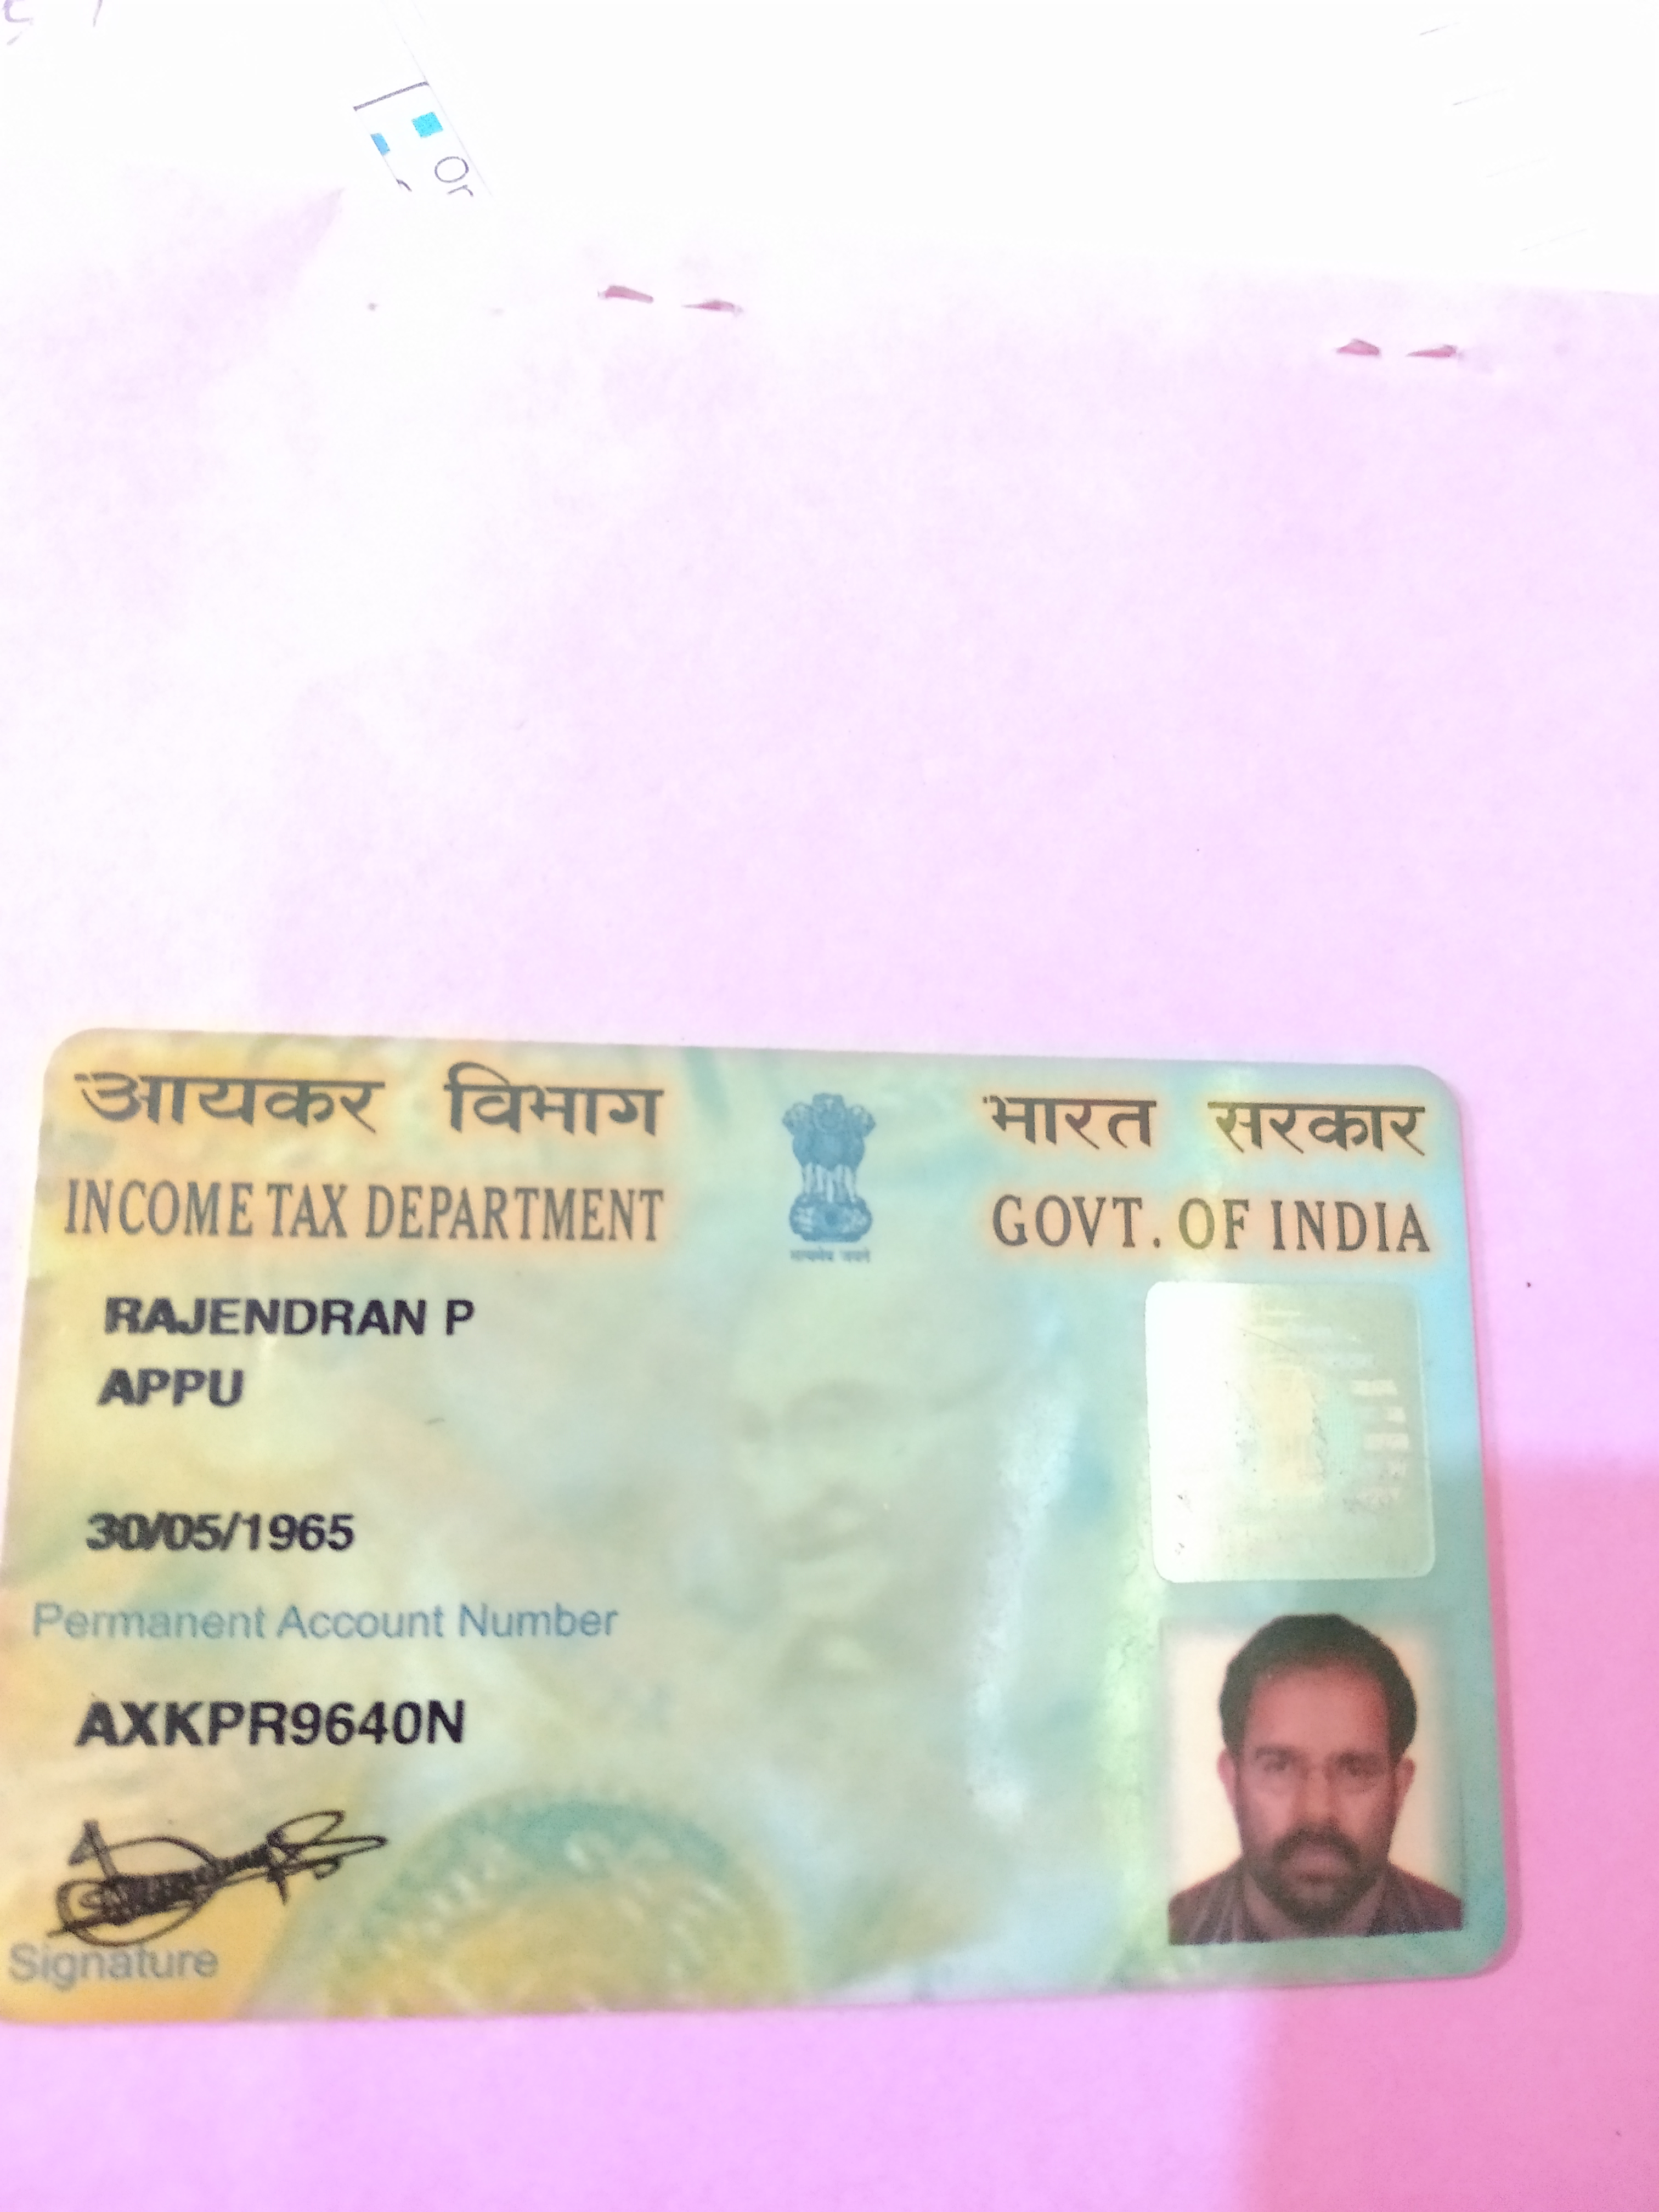 Or
आयकर विभाग
INCOME TAX DEPARTMENT
भारत सरकार
GOVT. OF INDIA
सत्यमेव जयते
RAJENDRAN P
APPU
30/05/1965
Permanent Account Number
AXKPR9640N
Signature